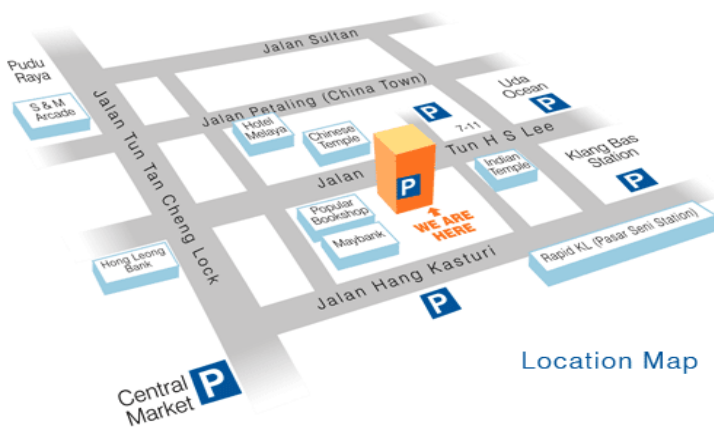 Jalan Sultan
Pudu
Raya
S & M
Arcade
Jalan Tun Tan Cheng Lock
Jalan Petaling (China Town)
Uda
Ocean
P
P
7-11
Hotel
Melaya
Chinese
Temple
Jalan Tun H S Lee
Klang Bas
Station
P
Indian
Temple
P
WE ARE
HERE
Popular
Bookshop
Maybank
Hong Leong
Bank
Jalan Hang Kasturi
Rapid KL (Pasar Seni Station)
P
Location Map
Central
Market
P